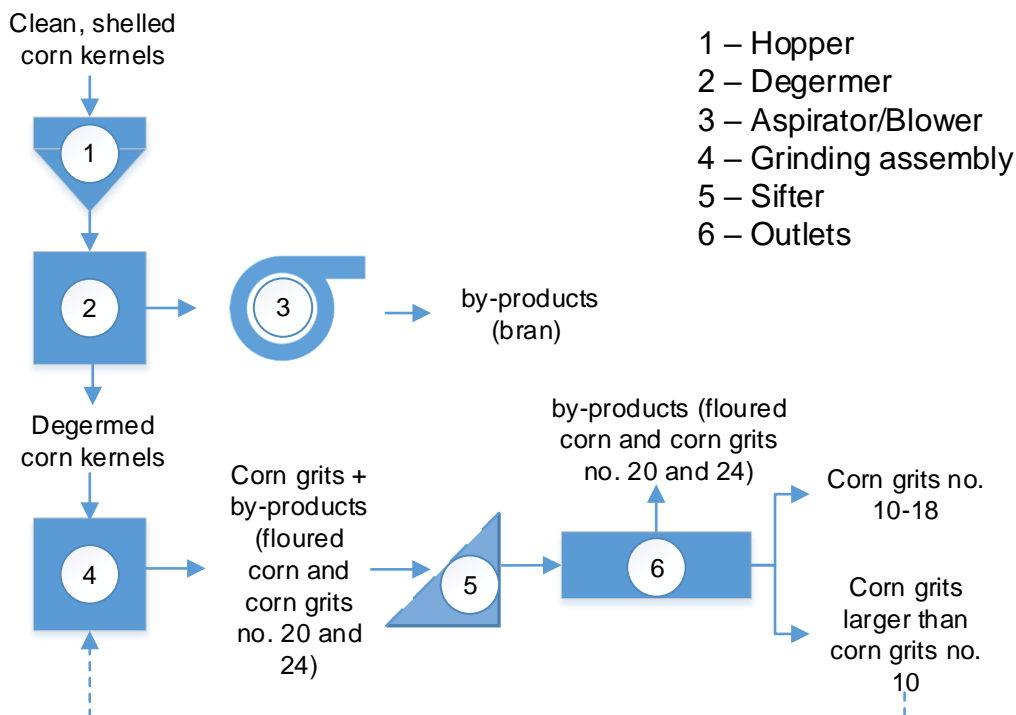 Clean, shelled
corn kernels
1 – Hopper
2 – Degermer
3 – Aspirator/Blower
4 – Grinding assembly
5 – Sifter
6 – Outlets
1
2
3
by-products
(bran)
Degermed
corn kernels
by-products (floured
corn and corn grits
no. 20 and 24)
Corn grits +
by-products
(floured
corn and
corn grits
no. 20 and
24)
Corn grits no.
10-18
4
5
6
Corn grits
larger than
corn grits no.
10